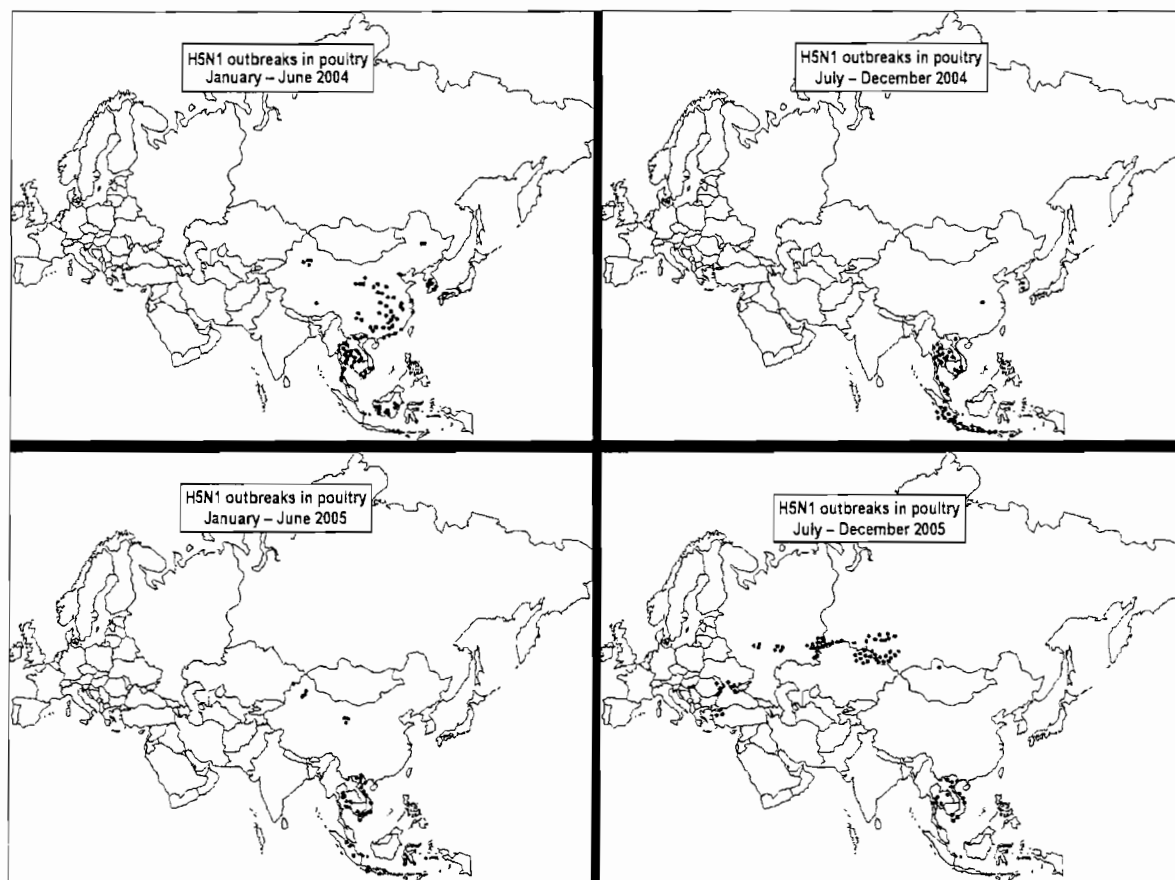 H5N1 outbreaks in poultry
January – June 2004
H5N1 outbreaks in poultry
July – December 2004
H5N1 outbreaks in poultry
January – June 2005
H5N1 outbreaks in poultry
July – December 2005